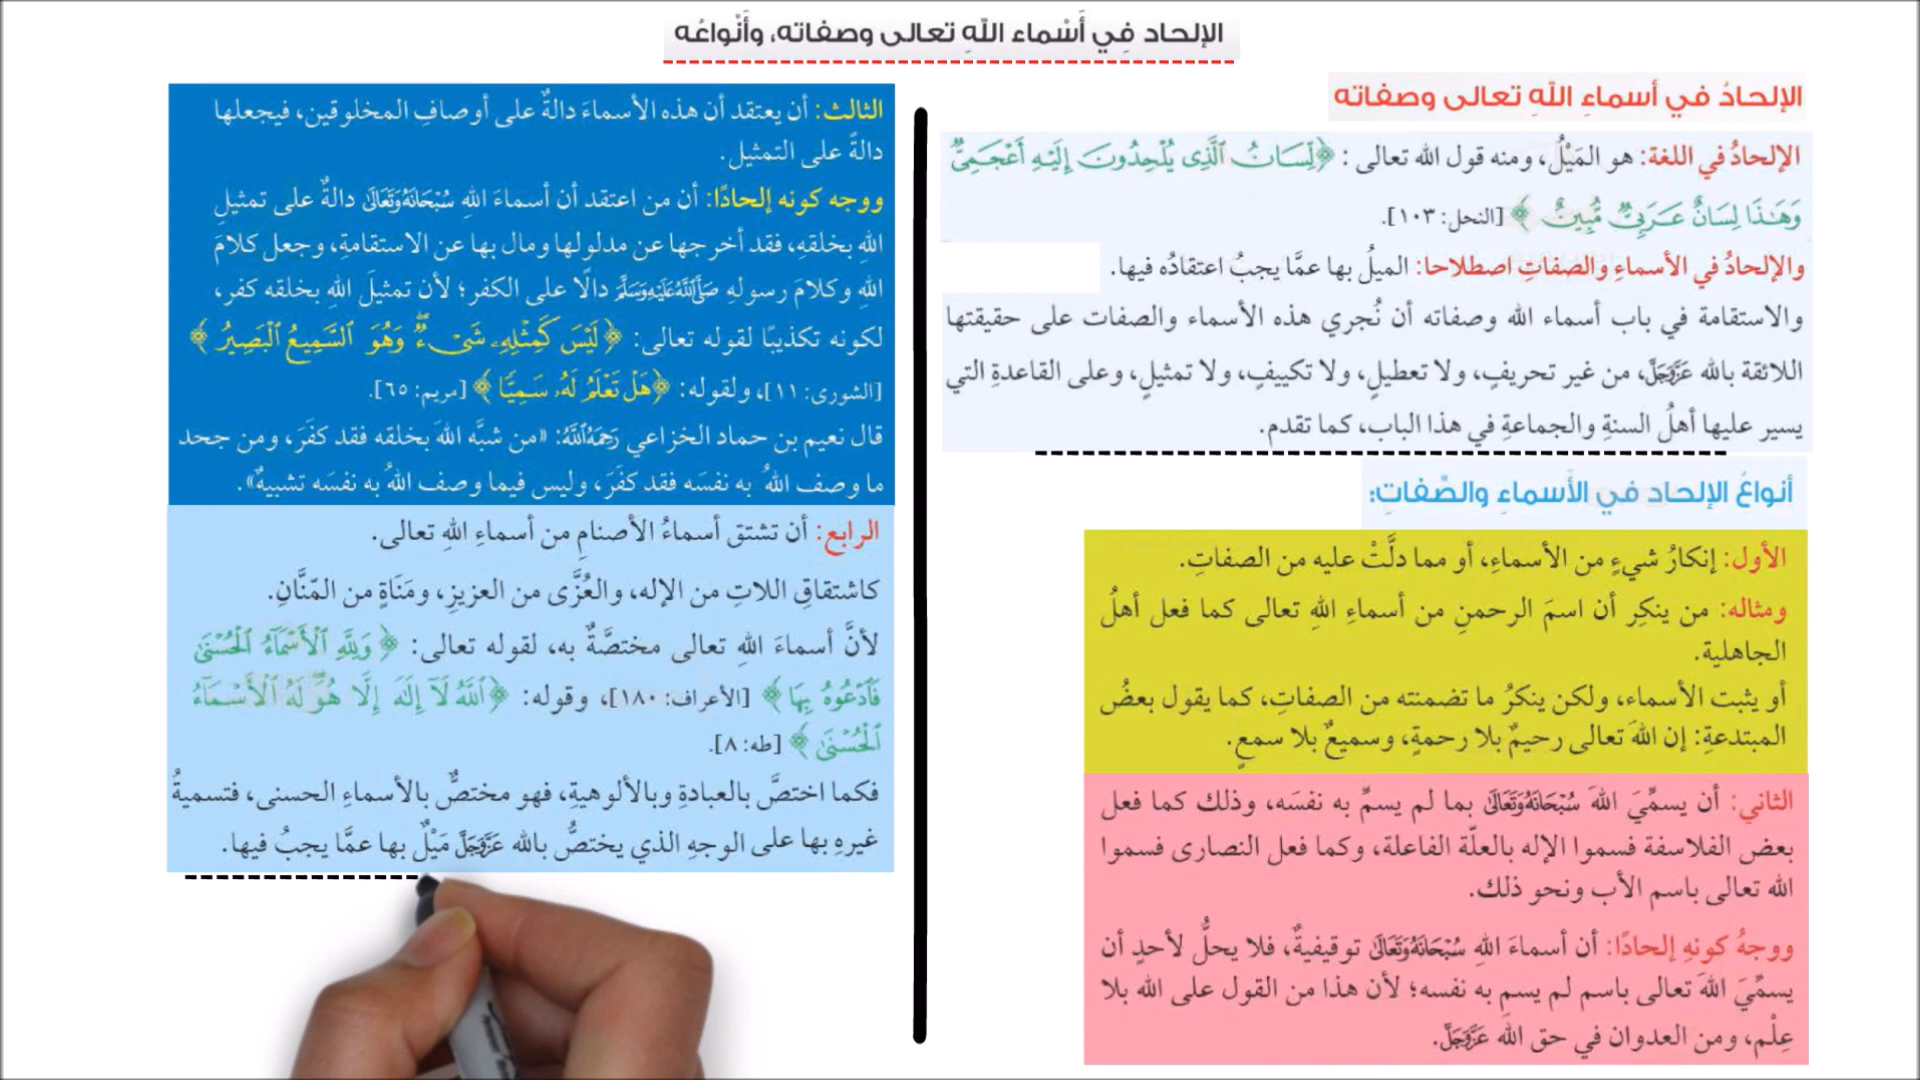 الإلحاد في أَسْماء اللّهِ تعالى وصفاته، وأَنْواعُه
الإلحادُ في أسماءِ اللّهِ تعالى وصفاته
الإلحادُ في اللغة: هو المَيْلُ، ومنه قول الله تعالى : ﴿لِّسَانُ ٱلَّذِى يُلْحِدُونَ إِلَيْهِ أَعْجَمِىٌّ
وَهَـٰذَا لِسَانٌ عَرَبِىٌّ مُّبِينٌ ﴾ [النحل: ١٠٣].
والإلحادُ في الأسماءِ والصفاتِ اصطلاحا: الميلُ بها عمَّا يجبُ اعتقادُه فيها.
والاستقامة في باب أسماء الله وصفاته أن نُجري هذه الأسماء والصفات على حقيقتها
اللائقة بالله عَزَّوَجَلَّ، من غير تحريفٍ، ولا تعطيلٍ، ولا تكييفٍ، ولا تمثيلٍ، وعلى القاعدةِ التي
يسير عليها أهلُ السنةِ والجماعةِ في هذا الباب، كما تقدم.
أنواعُ الإلحاد في الأَسماءِ والصِّفاتِ:
الأول: إنكارُ شيءٍ من الأسماءِ، أو مما دلَّتْ عليه من الصفاتِ.
ومثاله: من ينكِر أن اسمَ الرحمنِ من أسماءِ اللهِ تعالى كما فعل أهلُ
الجاهلية.
أو يثبت الأسماء، ولكن ينكرُ ما تضمنته من الصفاتِ، كما يقول بعضُ
المبتدعةِ: إن اللهَ تعالى رحيمٌ بلا رحمةٍ، وسميعٌ بلا سمعٍ.
الثاني: أن يسمِّيَ اللهَ سُبْحَانَهُوَتَعَالَىٰ بما لم يسمِّ به نفسَه، وذلك كما فعل
بعض الفلاسفة فسموا الإله بالعلّة الفاعلة، وكما فعل النصارى فسموا
الله تعالى باسم الأب ونحو ذلك.
ووجهُ كونهِ إلحادًا: أن أسماءَ اللهِ سُبْحَانَهُوَتَعَالَىٰ توقيفيةٌ، فلا يحلُّ لأحدٍ أن
يسمِّيَ اللهَ تعالى باسم لم يسمِ به نفسه؛ لأن هذا من القول على الله بلا
عِلْم، ومن العدوان في حق الله عَزَّوَجَلَّ.
الثالث: أن يعتقد أن هذه الأسماءَ دالةٌ على أوصافِ المخلوقين، فيجعلها
دالةً على التمثيل.
ووجه كونه إلحادًا: أن من اعتقد أن أسماءَ اللهِ سُبْحَانَهُوَتَعَالَىٰ دالةٌ على تمثيلِ
اللهِ بخلقهِ، فقد أخرجها عن مدلولها ومال بها عن الاستقامةِ، وجعل كلامَ
اللهِ وكلامَ رسولهِ صَلَّىٱللَّهُعَلَيْهِوَسَلَّمَ دالًا على الكفر؛ لأن تمثيلَ اللهِ بخلقه كفر،
لكونه تكذيبًا لقوله تعالى: ﴿لَيْسَ كَمِثْلِهِۦ شَىْءٌۖ وَهُوَ ٱلسَّمِيعُ ٱلْبَصِيرُ ﴾
[الشورى: ١١]، ولقوله: ﴿هَلْ تَعْلَمُ لَهُۥ سَمِيًّا ﴾ [مريم: ٦٥].
قال نعيم بن حماد الخزاعي رَحِمَهُ ٱللَّهُ: «من شبَّه اللهَ بخلقه فقد كفَرَ، ومن جحد
ما وصف اللهُ به نفسَه فقد كفَرَ، وليس فيما وصف اللهُ به نفسَه تشبيهٌ».
الرابع: أن تشتق أسماءُ الأصنامِ من أسماءِ اللهِ تعالى.
كاشتقاقِ اللاتِ من الإله، والعُزَّى من العزيزِ، ومَنَاةٍ من المّنَّانِ.
لأنَّ أسماءَ اللهِ تعالى مختصَّةٌ به، لقوله تعالى: ﴿ وَلِلَّهِ ٱلْأَسْمَآءُ ٱلْحُسْنَىٰ
فَٱدْعُوهُ بِهَا ﴾ [الأعراف: ١٨٠]، وقوله: ﴿ٱللَّهُ لَآ إِلَٰهَ إِلَّا هُوَۖ لَهُ ٱلْأَسْمَآءُ
ٱلْحُسْنَىٰ ﴾ [طه: ٨].
فكما اختصَّ بالعبادةِ وبالألوهيةِ، فهو مختصٌّ بالأسماءِ الحسنى، فتسميةُ
غيرهِ بها على الوجهِ الذي يختصُّ بالله عَزَّوَجَلَّ مَيْلٌ بها عمَّا يجبُ فيها.